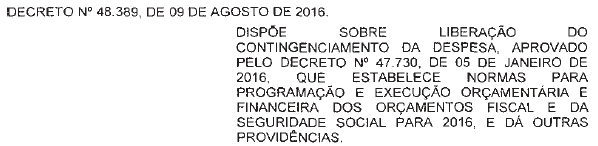 DECRETO Nº 48.389, DE 09 DE AGOSTO DE 2016.
DISPÕE SOBRE LIBERAÇÃO DO
CONTINGENCIAMENTO DA DESPESA, APROVADO
PELO DECRETO Nº 47.730, DE 05 DE JANEIRO DE
2016, QUE ESTABELECE NORMAS PARA
PROGRAMAÇÃO E EXECUÇÃO ORÇAMENTÁRIA E
FINANCEIRA DOS ORÇAMENTOS FISCAL E DA
SEGURIDADE SOCIAL PARA 2016, E DÁ OUTRAS
PROVIDÊNCIAS.